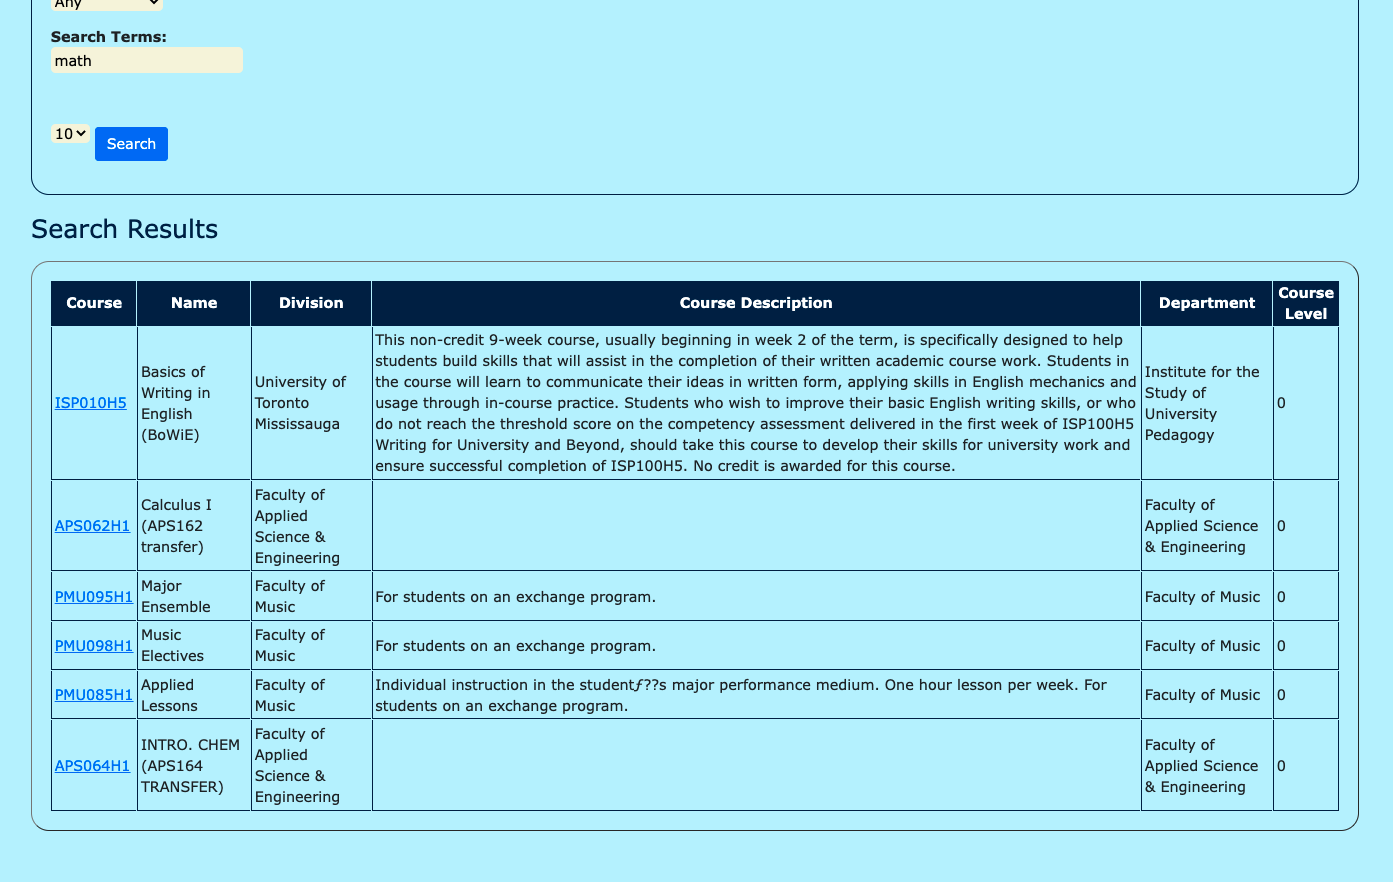 Any
Search Terms:
math
10
Search
Search Results
Course
Name
Division
Course Description
Department
Course
Level
ISP010H5
Basics of
Writing in
English
(BoWiE)
University of
Toronto
Mississauga
This non-credit 9-week course, usually beginning in week 2 of the term, is specifically designed to help
students build skills that will assist in the completion of their written academic course work. Students in
the course will learn to communicate their ideas in written form, applying skills in English mechanics and
usage through in-course practice. Students who wish to improve their basic English writing skills, or who
do not reach the threshold score on the competency assessment delivered in the first week of ISP100H5
Writing for University and Beyond, should take this course to develop their skills for university work and
ensure successful completion of ISP100H5. No credit is awarded for this course.
Institute for the
Study of
University
Pedagogy
0
APS062H1
Calculus I
(APS162
transfer)
Faculty of
Applied
Science &
Engineering
Faculty of
Applied Science
& Engineering
0
PMU095H1
Major
Ensemble
Faculty of
Music
For students on an exchange program.
Faculty of Music
0
PMU098H1
Music
Electives
Faculty of
Music
For students on an exchange program.
Faculty of Music
0
PMU085H1
Applied
Lessons
Faculty of
Music
Individual instruction in the studentƒ??s major performance medium. One hour lesson per week. For
students on an exchange program.
Faculty of Music
0
APS064H1
INTRO. CHEM
(APS164
TRANSFER)
Faculty of
Applied
Science &
Engineering
Faculty of
Applied Science
& Engineering
0